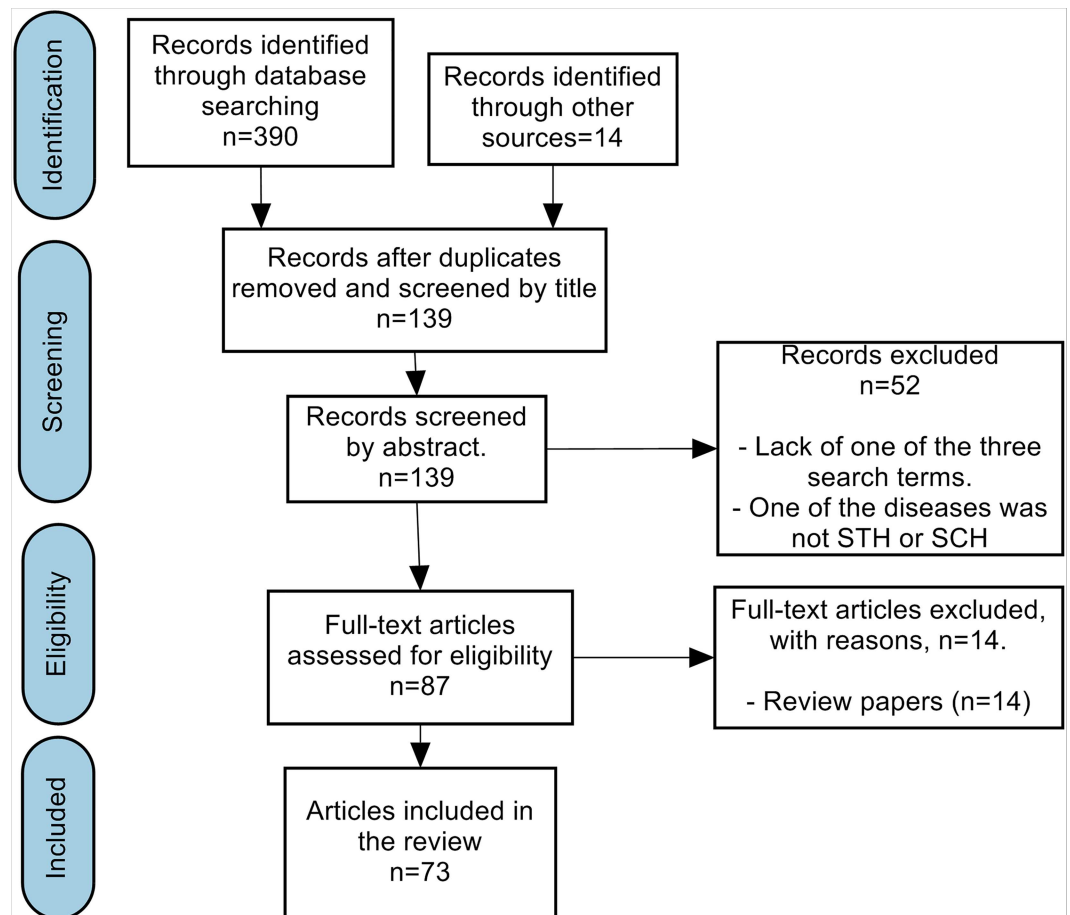 Identification
Records identified
through database
searching
n=390
Records identified
through other
sources=14
Screening
Records after duplicates
removed and screened by title
n=139
Records screened
by abstract.
n=139
Records excluded
n=52
- Lack of one of the three
search terms.
- One of the diseases was
not STH or SCH
Eligibility
Full-text articles
assessed for eligibility
n=87
Full-text articles excluded,
with reasons, n=14.
- Review papers (n=14)
Included
Articles included in
the review
n=73